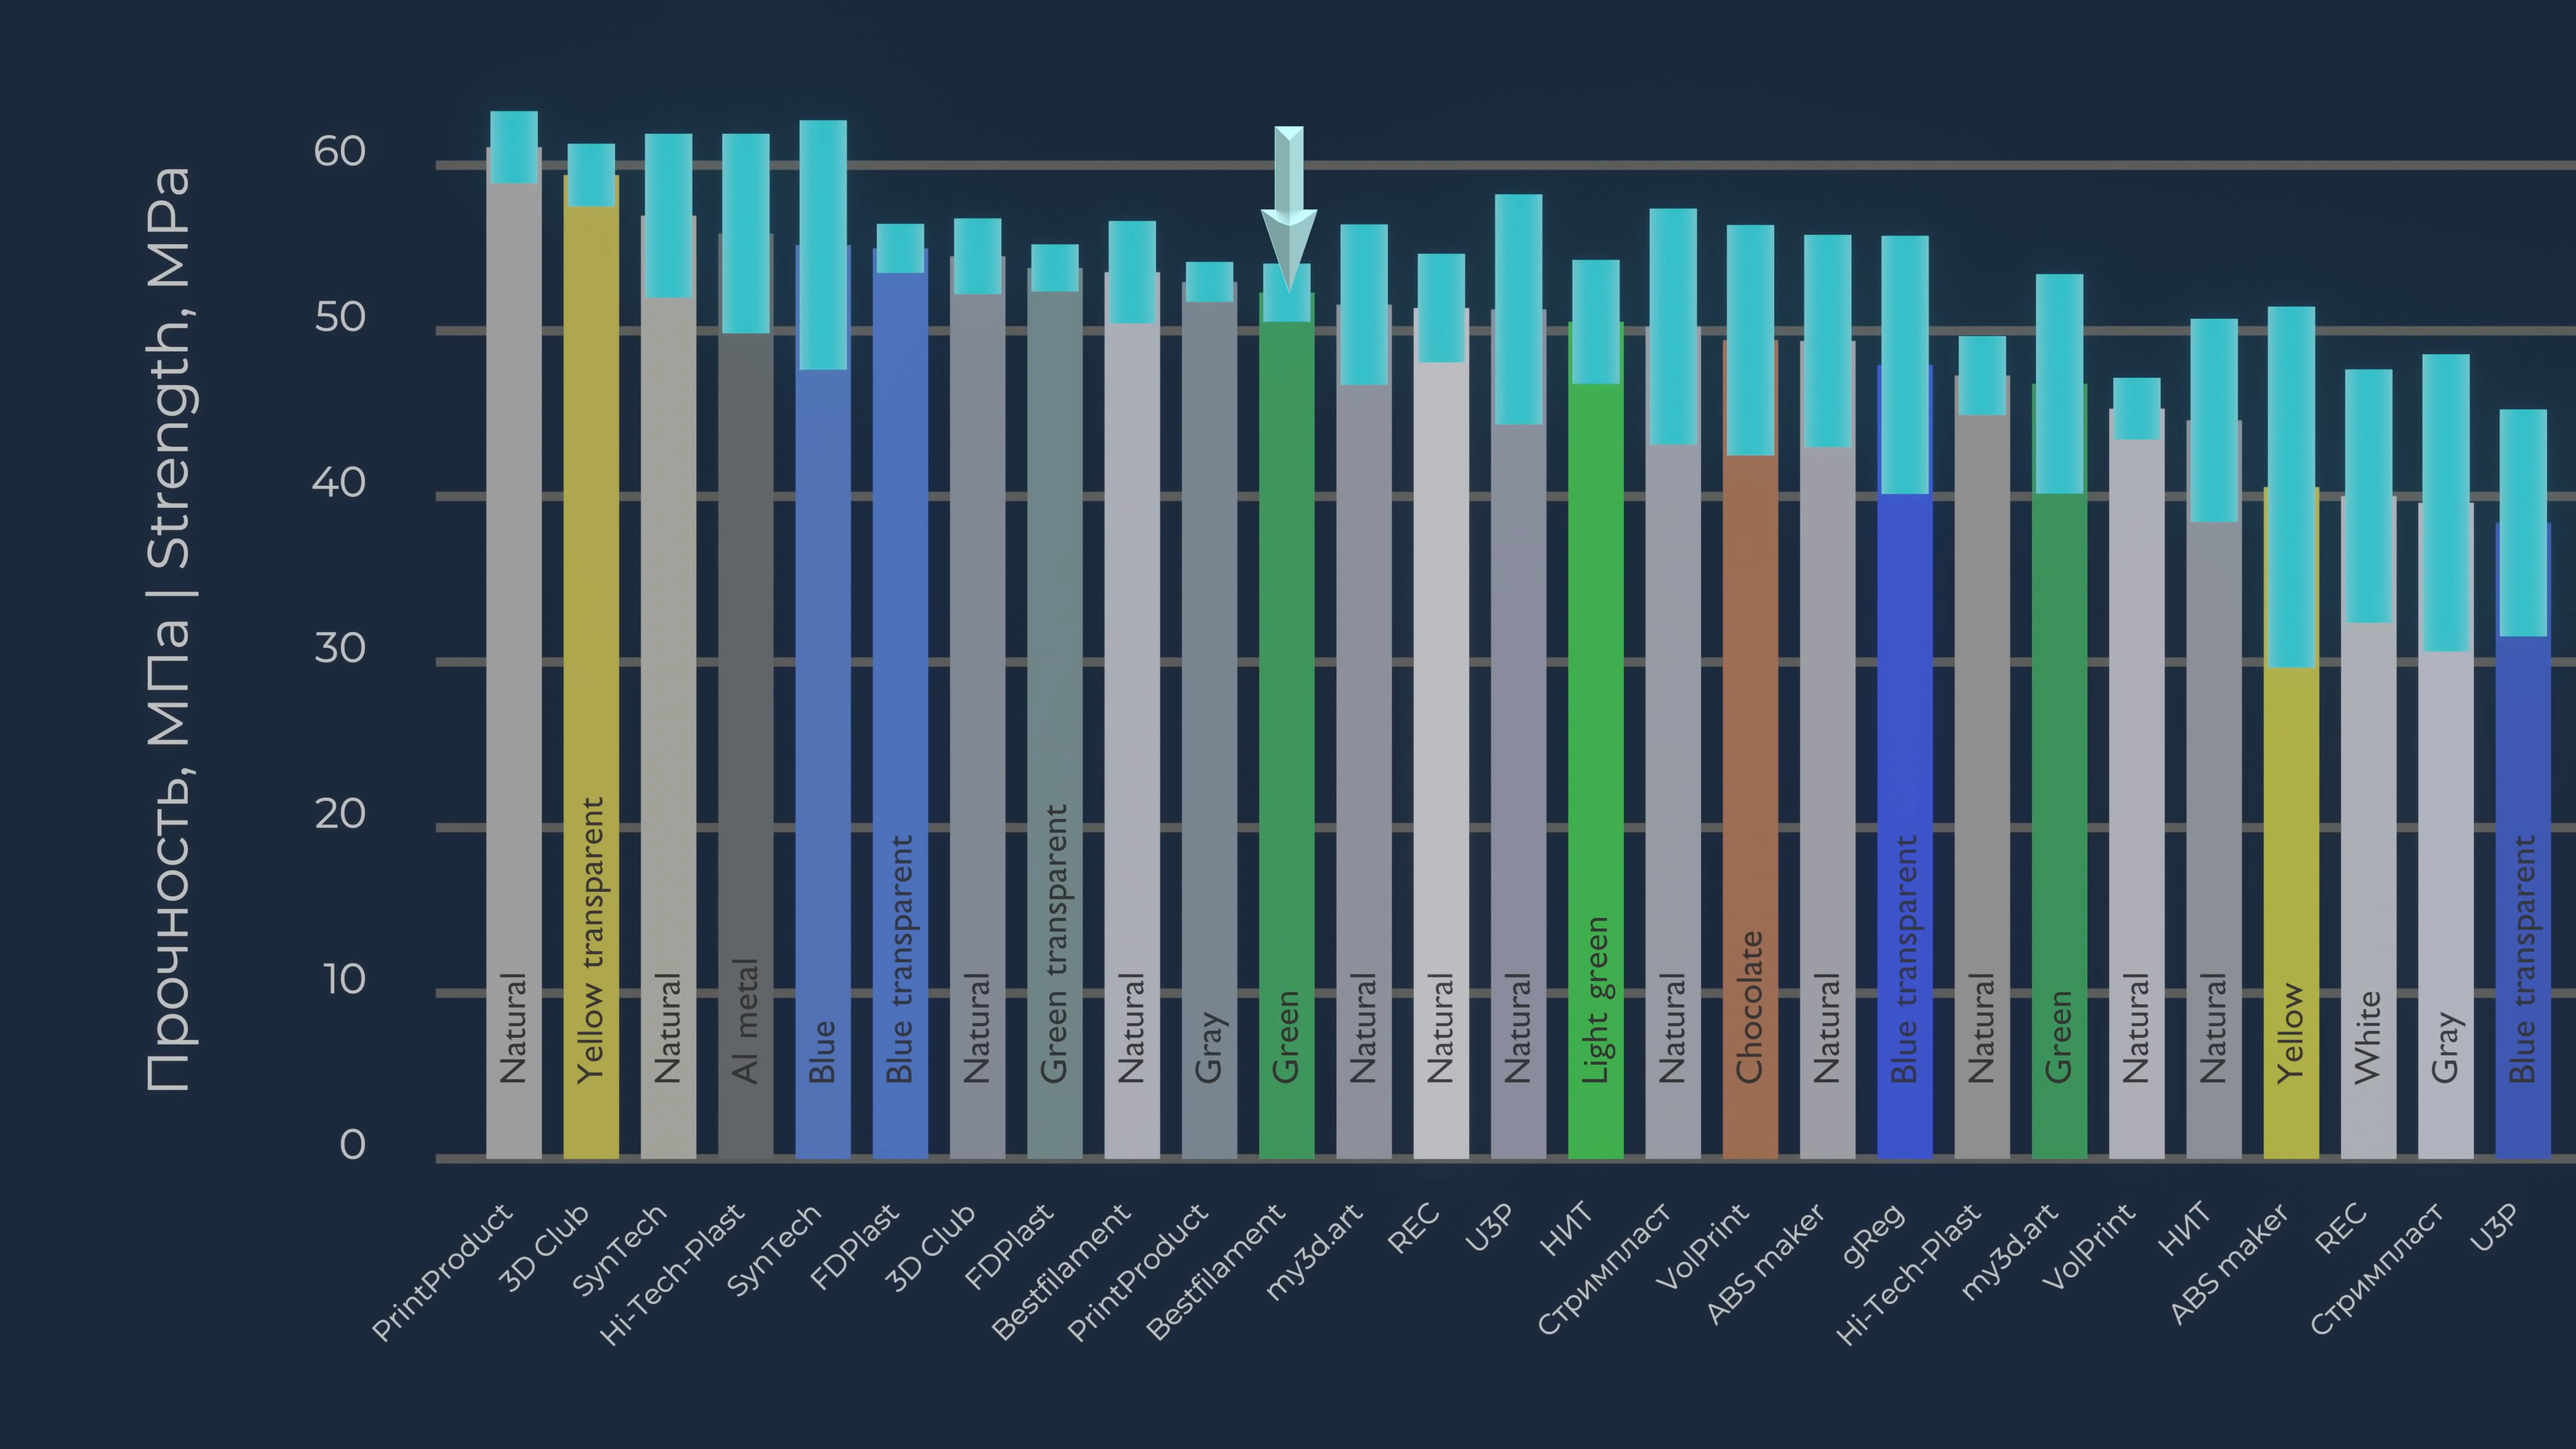 Прочность, МПа | Strength, MPa
60
50
40
30
20
10
0
Natural
Yellow transparent
Natural
Al metal
Blue
Blue transparent
Natural
Green transparent
Natural
Gray
Green
Natural
Natural
Natural
Light green
Natural
Chocolate
Natural
Blue transparent
Natural
Green
Natural
Natural
Yellow
White
Gray
Blue transparent
PrintProduct
3D Club
SynTech
Hi-Tech-Plast
SynTech
FDPlast
3D Club
FDPlast
Bestfilament
PrintProduct
Bestfilament
my3d.art
REC
U3P
НИТ
Стримпласт
VolPrint
ABS maker
gReg
Hi-Tech-Plast
my3d.art
VolPrint
НИТ
ABS maker
REC
Стримпласт
U3P